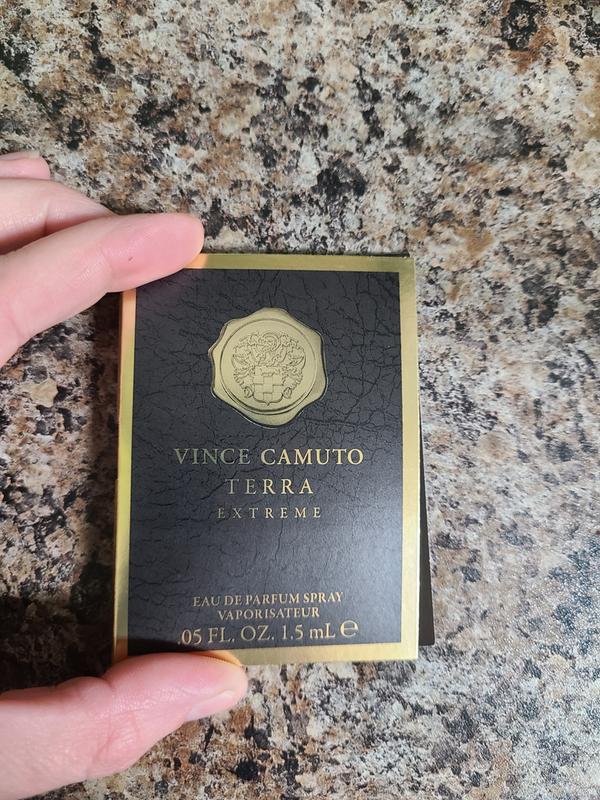 VINCE CAMUTO
TERRA
EXTREME
EAU DE PARFUM SPRAY
VAPORISATEUR
.05 FL. OZ. 1.5 mL ℮